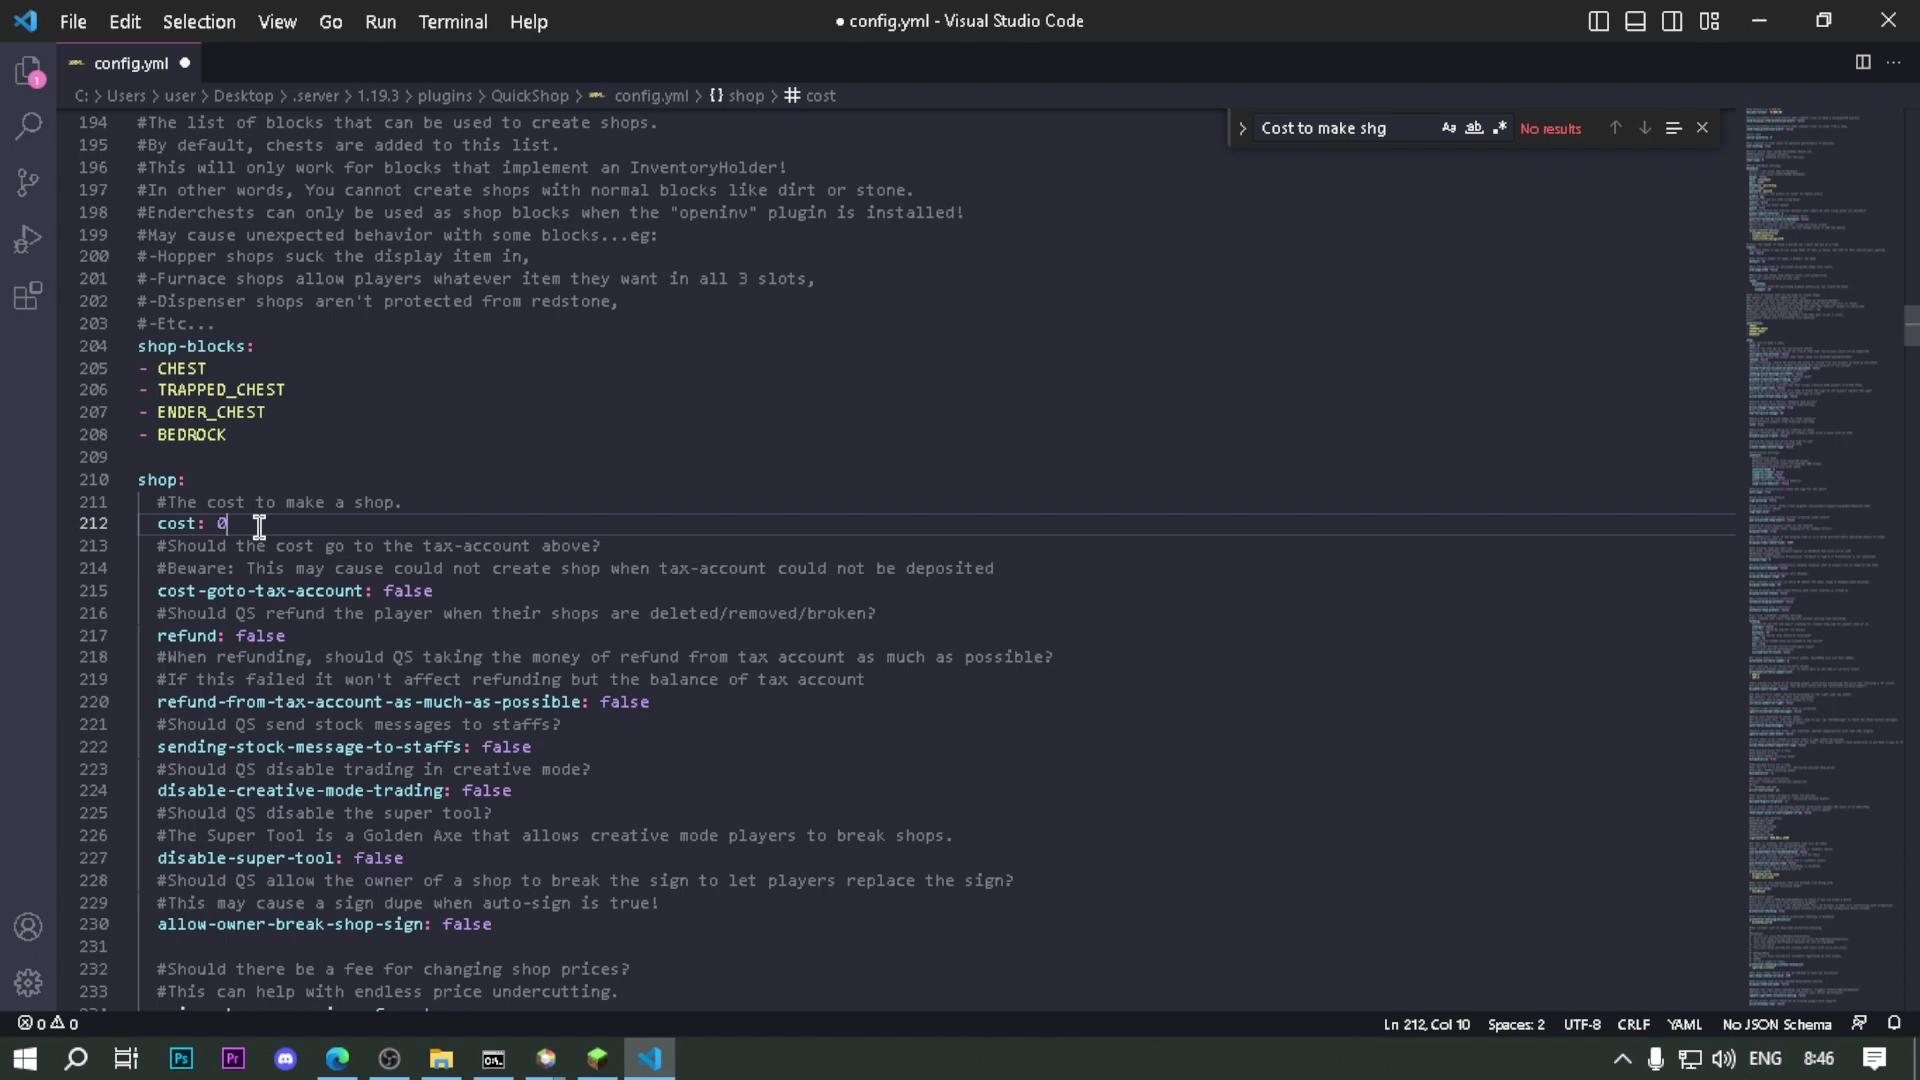 File Edit Selection View Go Run Terminal Help
● config.yml - Visual Studio Code
config.yml ●
1
C: > Users > user > Desktop > .server > 1.19.3 > plugins > QuickShop > config.yml > {} shop > # cost
Cost to make shg
Aa ab .* No results
194 #The list of blocks that can be used to create shops.
195 #By default, chests are added to this list.
196 #This will only work for blocks that implement an InventoryHolder!
197 #In other words, You cannot create shops with normal blocks like dirt or stone.
198 #Enderchests can only be used as shop blocks when the "openinv" plugin is installed!
199 #May cause unexpected behavior with some blocks...eg:
200 #-Hopper shops suck the display item in,
201 #-Furnace shops allow players whatever item they want in all 3 slots,
202 #-Dispenser shops aren't protected from redstone,
203 #-Etc...
204 shop-blocks:
205 - CHEST
206 - TRAPPED_CHEST
207 - ENDER_CHEST
208 - BEDROCK
209
210 shop:
211 #The cost to make a shop.
212 cost: 0
213 #Should the cost go to the tax-account above?
214 #Beware: This may cause could not create shop when tax-account could not be deposited
215 cost-goto-tax-account: false
216 #Should QS refund the player when their shops are deleted/removed/broken?
217 refund: false
218 #When refunding, should QS taking the money of refund from tax account as much as possible?
219 #If this failed it won't affect refunding but the balance of tax account
220 refund-from-tax-account-as-much-as-possible: false
221 #Should QS send stock messages to staffs?
222 sending-stock-message-to-staffs: false
223 #Should QS disable trading in creative mode?
224 disable-creative-mode-trading: false
225 #Should QS disable the super tool?
226 #The Super Tool is a Golden Axe that allows creative mode players to break shops.
227 disable-super-tool: false
228 #Should QS allow the owner of a shop to break the sign to let players replace the sign?
229 #This may cause a sign dupe when auto-sign is true!
230 allow-owner-break-shop-sign: false
231
232 #Should there be a fee for changing shop prices?
233 #This can help with endless price undercutting.
0 0
Ln 212, Col 10 Spaces: 2 UTF-8 CRLF YAML No JSON Schema
Ps Pr
ENG 8:46